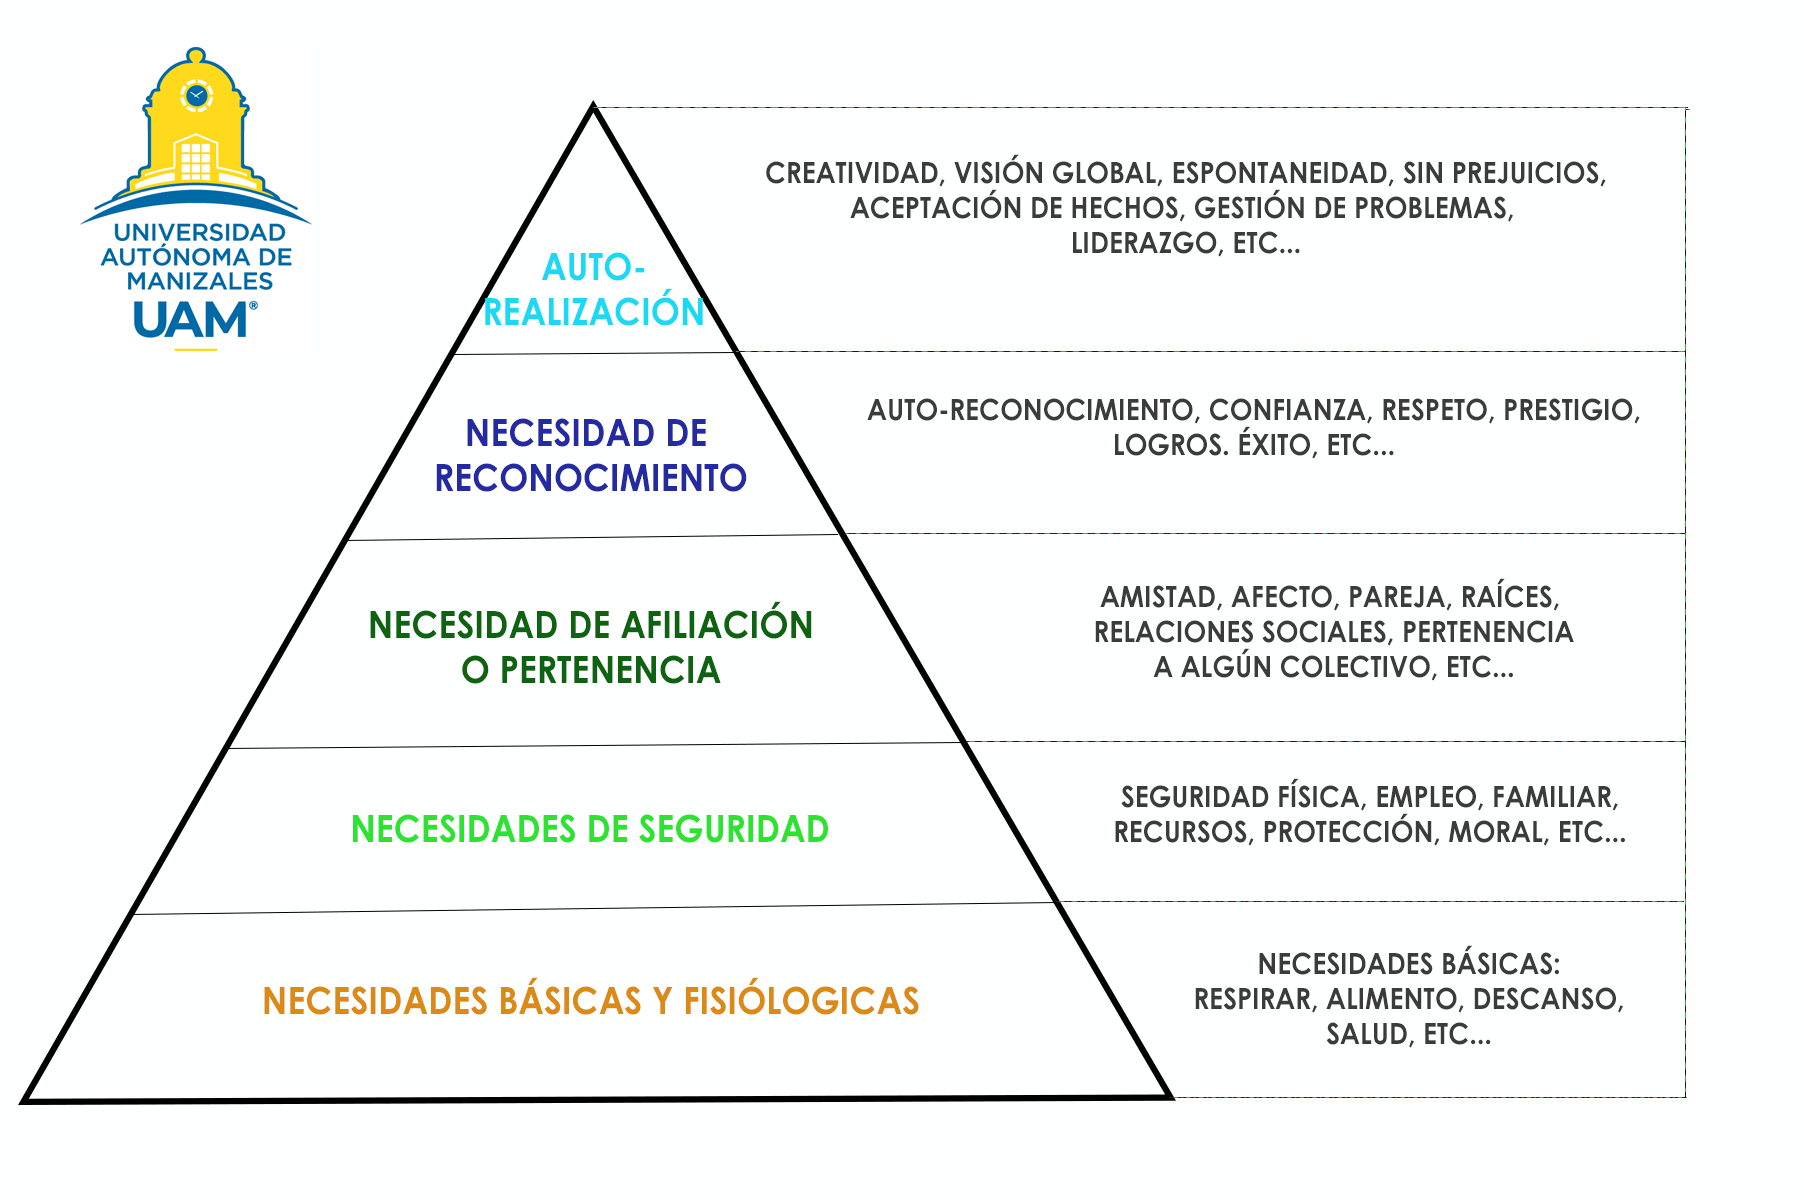 UNIVERSIDAD
AUTÓNOMA DE
MANIZALES
UAM®
AUTO-
REALIZACIÓN
CREATIVIDAD, VISIÓN GLOBAL, ESPONTANEIDAD, SIN PREJUICIOS,
ACEPTACIÓN DE HECHOS, GESTIÓN DE PROBLEMAS,
LIDERAZGO, ETC...
NECESIDAD DE
RECONOCIMIENTO
AUTO-RECONOCIMIENTO, CONFIANZA, RESPETO, PRESTIGIO,
LOGROS. ÉXITO, ETC...
NECESIDAD DE AFILIACIÓN
O PERTENENCIA
AMISTAD, AFECTO, PAREJA, RAÍCES,
RELACIONES SOCIALES, PERTENENCIA
A ALGÚN COLECTIVO, ETC...
NECESIDADES DE SEGURIDAD
SEGURIDAD FÍSICA, EMPLEO, FAMILIAR,
RECURSOS, PROTECCIÓN, MORAL, ETC...
NECESIDADES BÁSICAS Y FISIÓLOGICAS
NECESIDADES BÁSICAS:
RESPIRAR, ALIMENTO, DESCANSO,
SALUD, ETC...